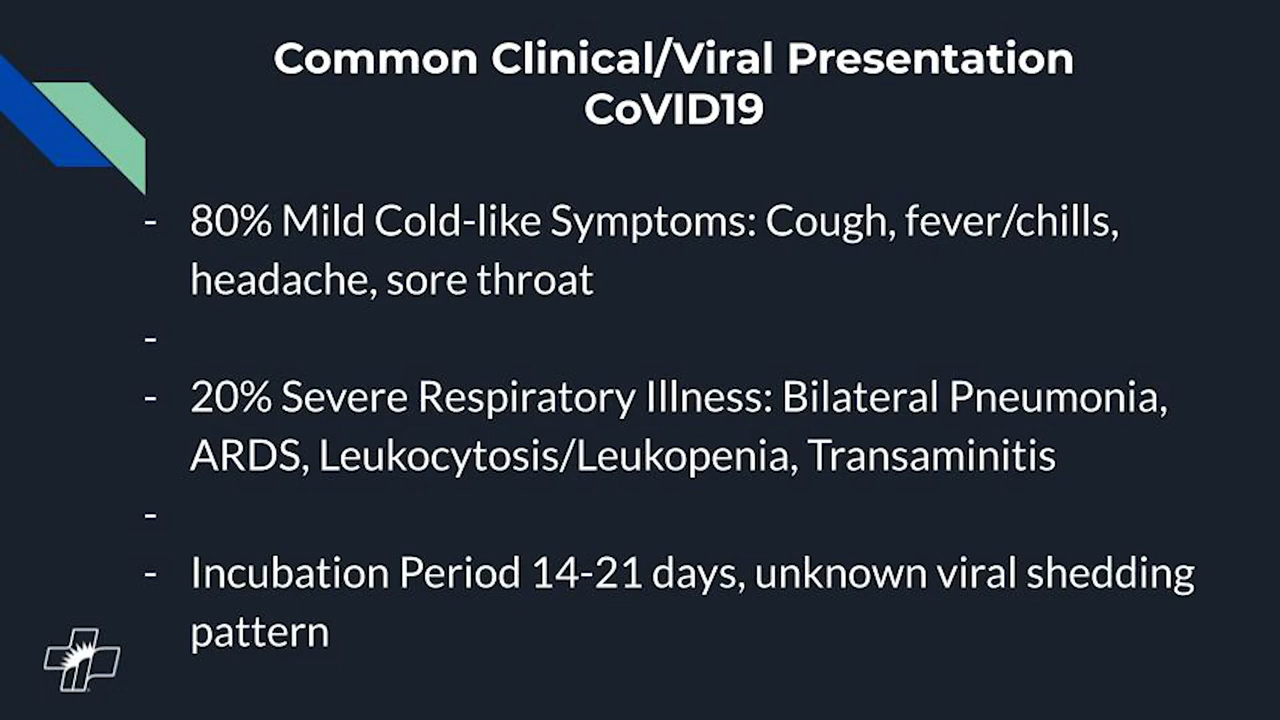 Common Clinical/Viral Presentation
CoVID19
- 80% Mild Cold-like Symptoms: Cough, fever/chills,
headache, sore throat
-
- 20% Severe Respiratory Illness: Bilateral Pneumonia,
ARDS, Leukocytosis/Leukopenia, Transaminitis
-
- Incubation Period 14-21 days, unknown viral shedding
pattern